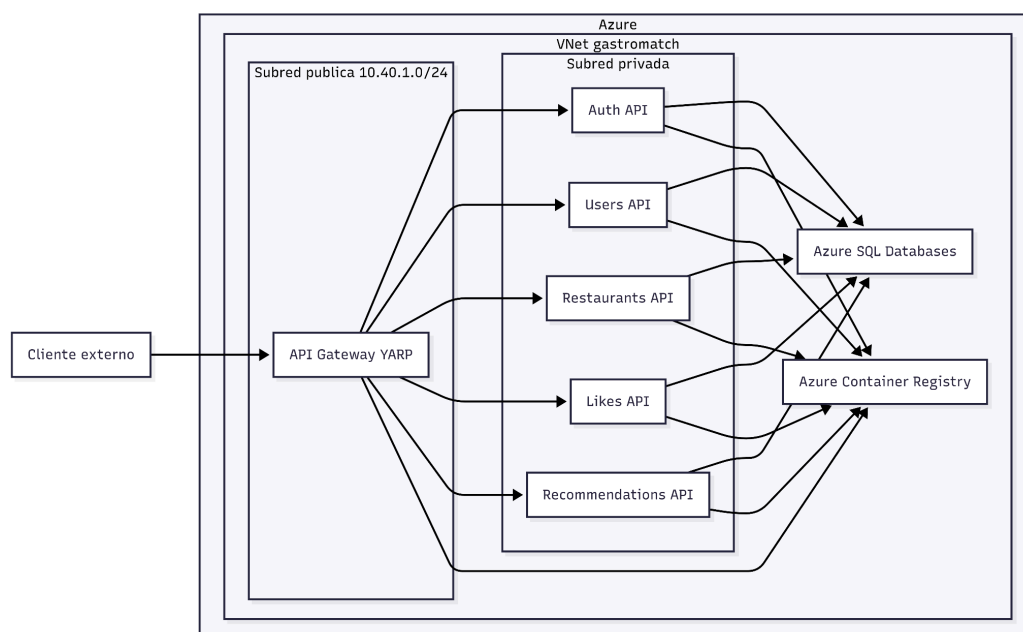 Azure
VNet gastromatch
Subred publica 10.40.1.0/24
Subred privada
Auth API
Users API
Azure SQL Databases
Restaurants API
Cliente externo
API Gateway YARP
Azure Container Registry
Likes API
Recommendations API